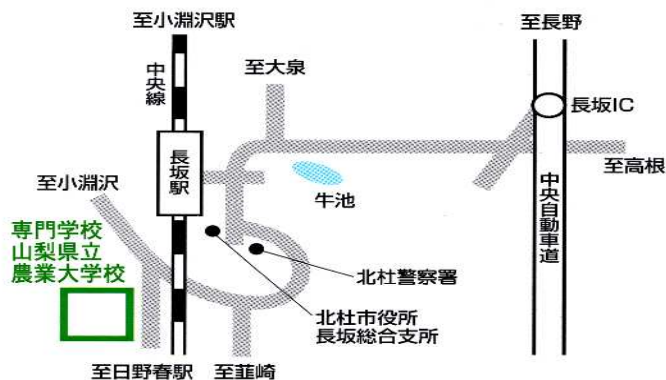 至小淵沢駅
至長野
中央線
至大泉
長坂IC
長坂駅
至高根
至小淵沢
牛池
中央自動車道
専門学校
山梨県立
農業大学校
北杜警察署
北杜市役所
長坂総合支所
至日野春駅
至韮崎